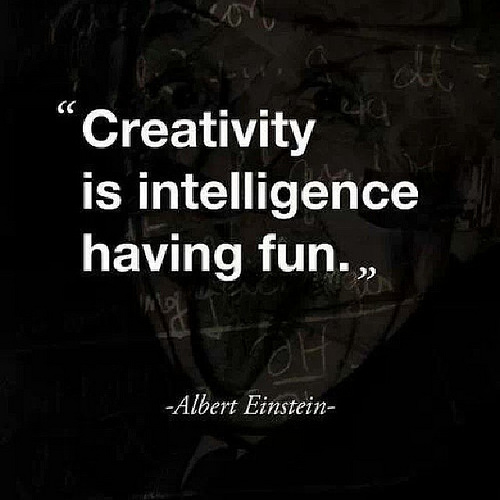 “ Creativity
is intelligence
having fun.”
-Albert Einstein-